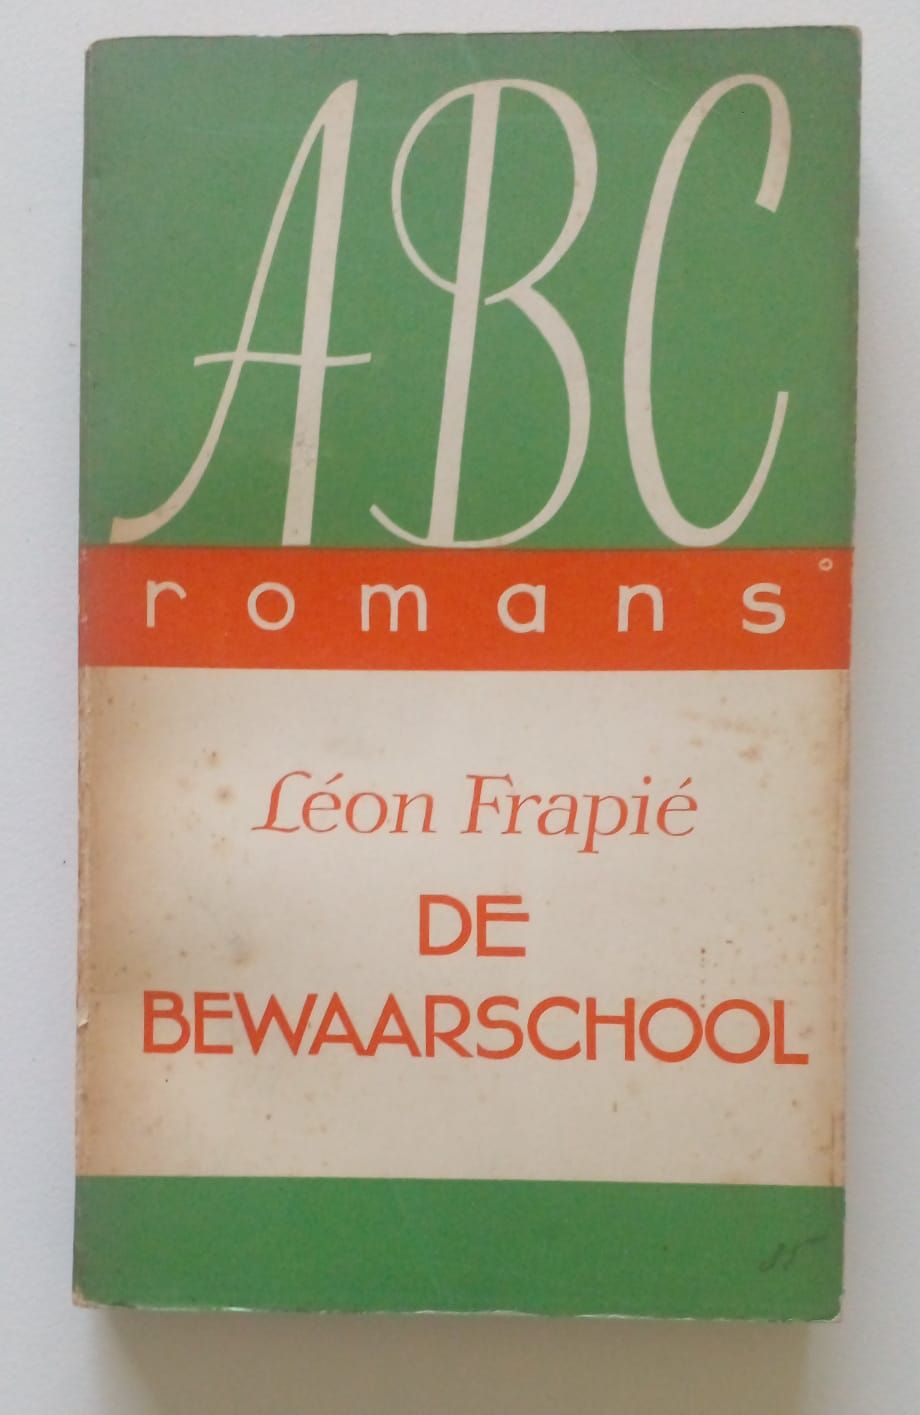 ABC
romans
Léon Frapié
DE
BEWAARSCHOOL